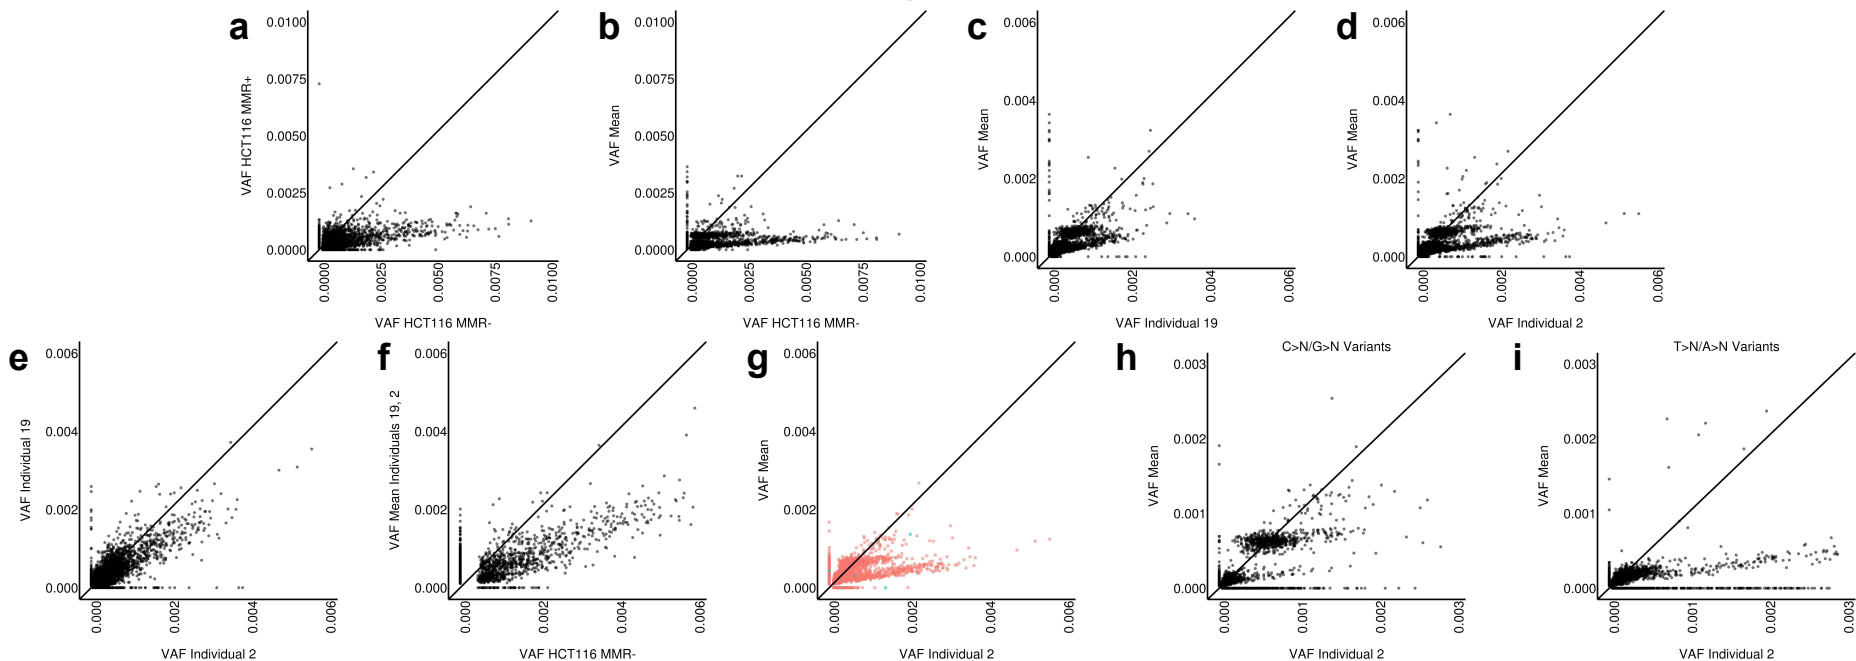 a
0.0100
0.0075
0.0050
0.0025
0.0000
VAF HCT116 MMR+
0.0000
0.0025
0.0050
0.0075
0.0100
VAF HCT116 MMR-
b
0.0100
0.0075
0.0050
0.0025
0.0000
VAF Mean
0.0000
0.0025
0.0050
0.0075
0.0100
VAF HCT116 MMR-
c
0.006
0.004
0.002
0.000
VAF Mean
0.000
0.002
0.004
0.006
VAF Individual 19
d
0.006
0.004
0.002
0.000
VAF Mean
0.000
0.002
0.004
0.006
VAF Individual 2
e
0.006
0.004
0.002
0.000
VAF Individual 19
0.000
0.002
0.004
0.006
VAF Individual 2
f
0.006
0.004
0.002
0.000
VAF Mean Individuals 19, 2
0.000
0.002
0.004
0.006
VAF HCT116 MMR-
g
0.006
0.004
0.002
0.000
VAF Mean
0.000
0.002
0.004
0.006
VAF Individual 2
h
C>N/G>N Variants
0.003
0.002
0.001
0.000
VAF Mean
0.000
0.001
0.002
0.003
VAF Individual 2
i
T>N/A>N Variants
0.003
0.002
0.001
0.000
VAF Mean
0.000
0.001
0.002
0.003
VAF Individual 2